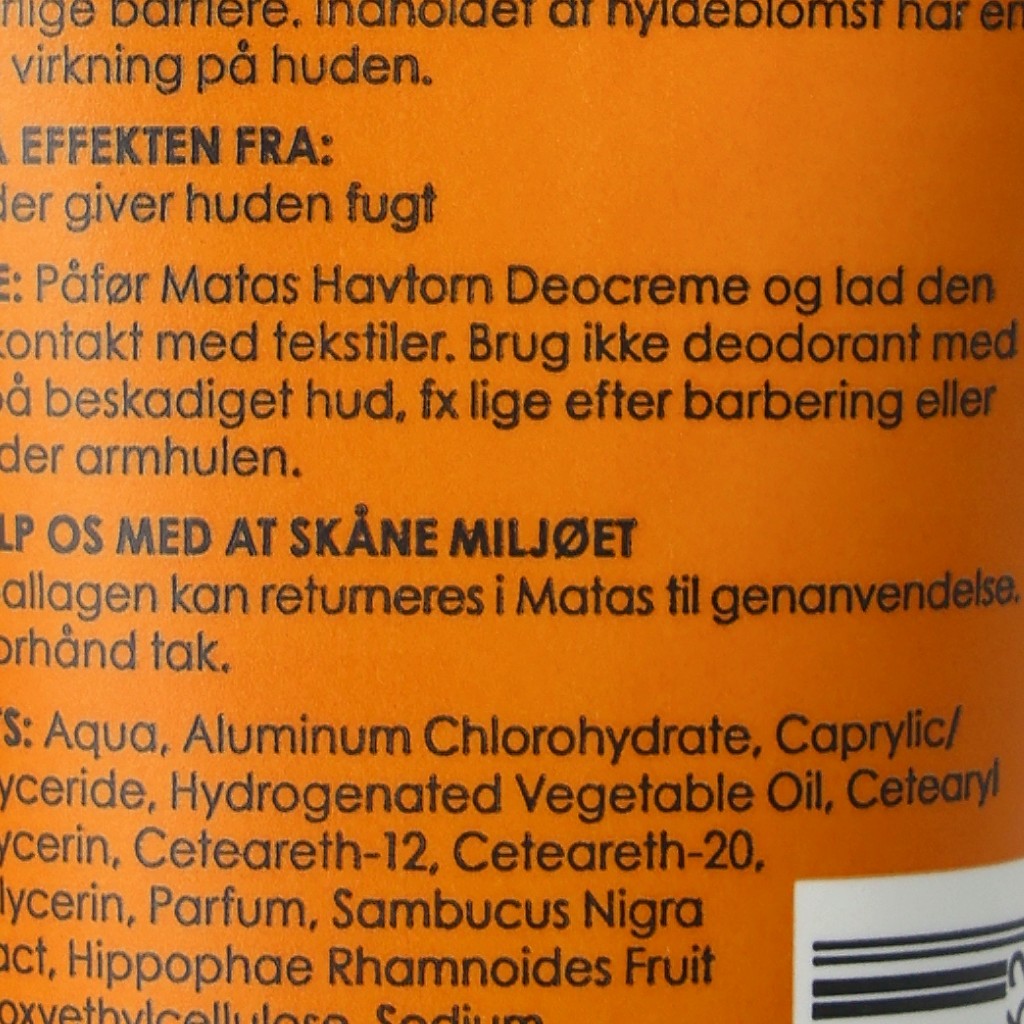 barriere. Indholdet af hyldeblomst har en
virkning på huden.
EFFEKTEN FRA:
giver huden fugt
E: Påfør Matas Havtorn Deocreme og lad den
kontakt med tekstiler. Brug ikke deodorant med
på beskadiget hud, fx lige efter barbering eller
der armhulen.
LP OS MED AT SKÅNE MILJØET
allagen kan returneres i Matas til genanvendelse.
orhånd tak.
TS: Aqua, Aluminum Chlorohydrate, Caprylic/
yceride, Hydrogenated Vegetable Oil, Cetearyl
ycerin, Ceteareth-12, Ceteareth-20,
lycerin, Parfum, Sambucus Nigra
act, Hippophae Rhamnoides Fruit
oxyethylcellulose, Sodium